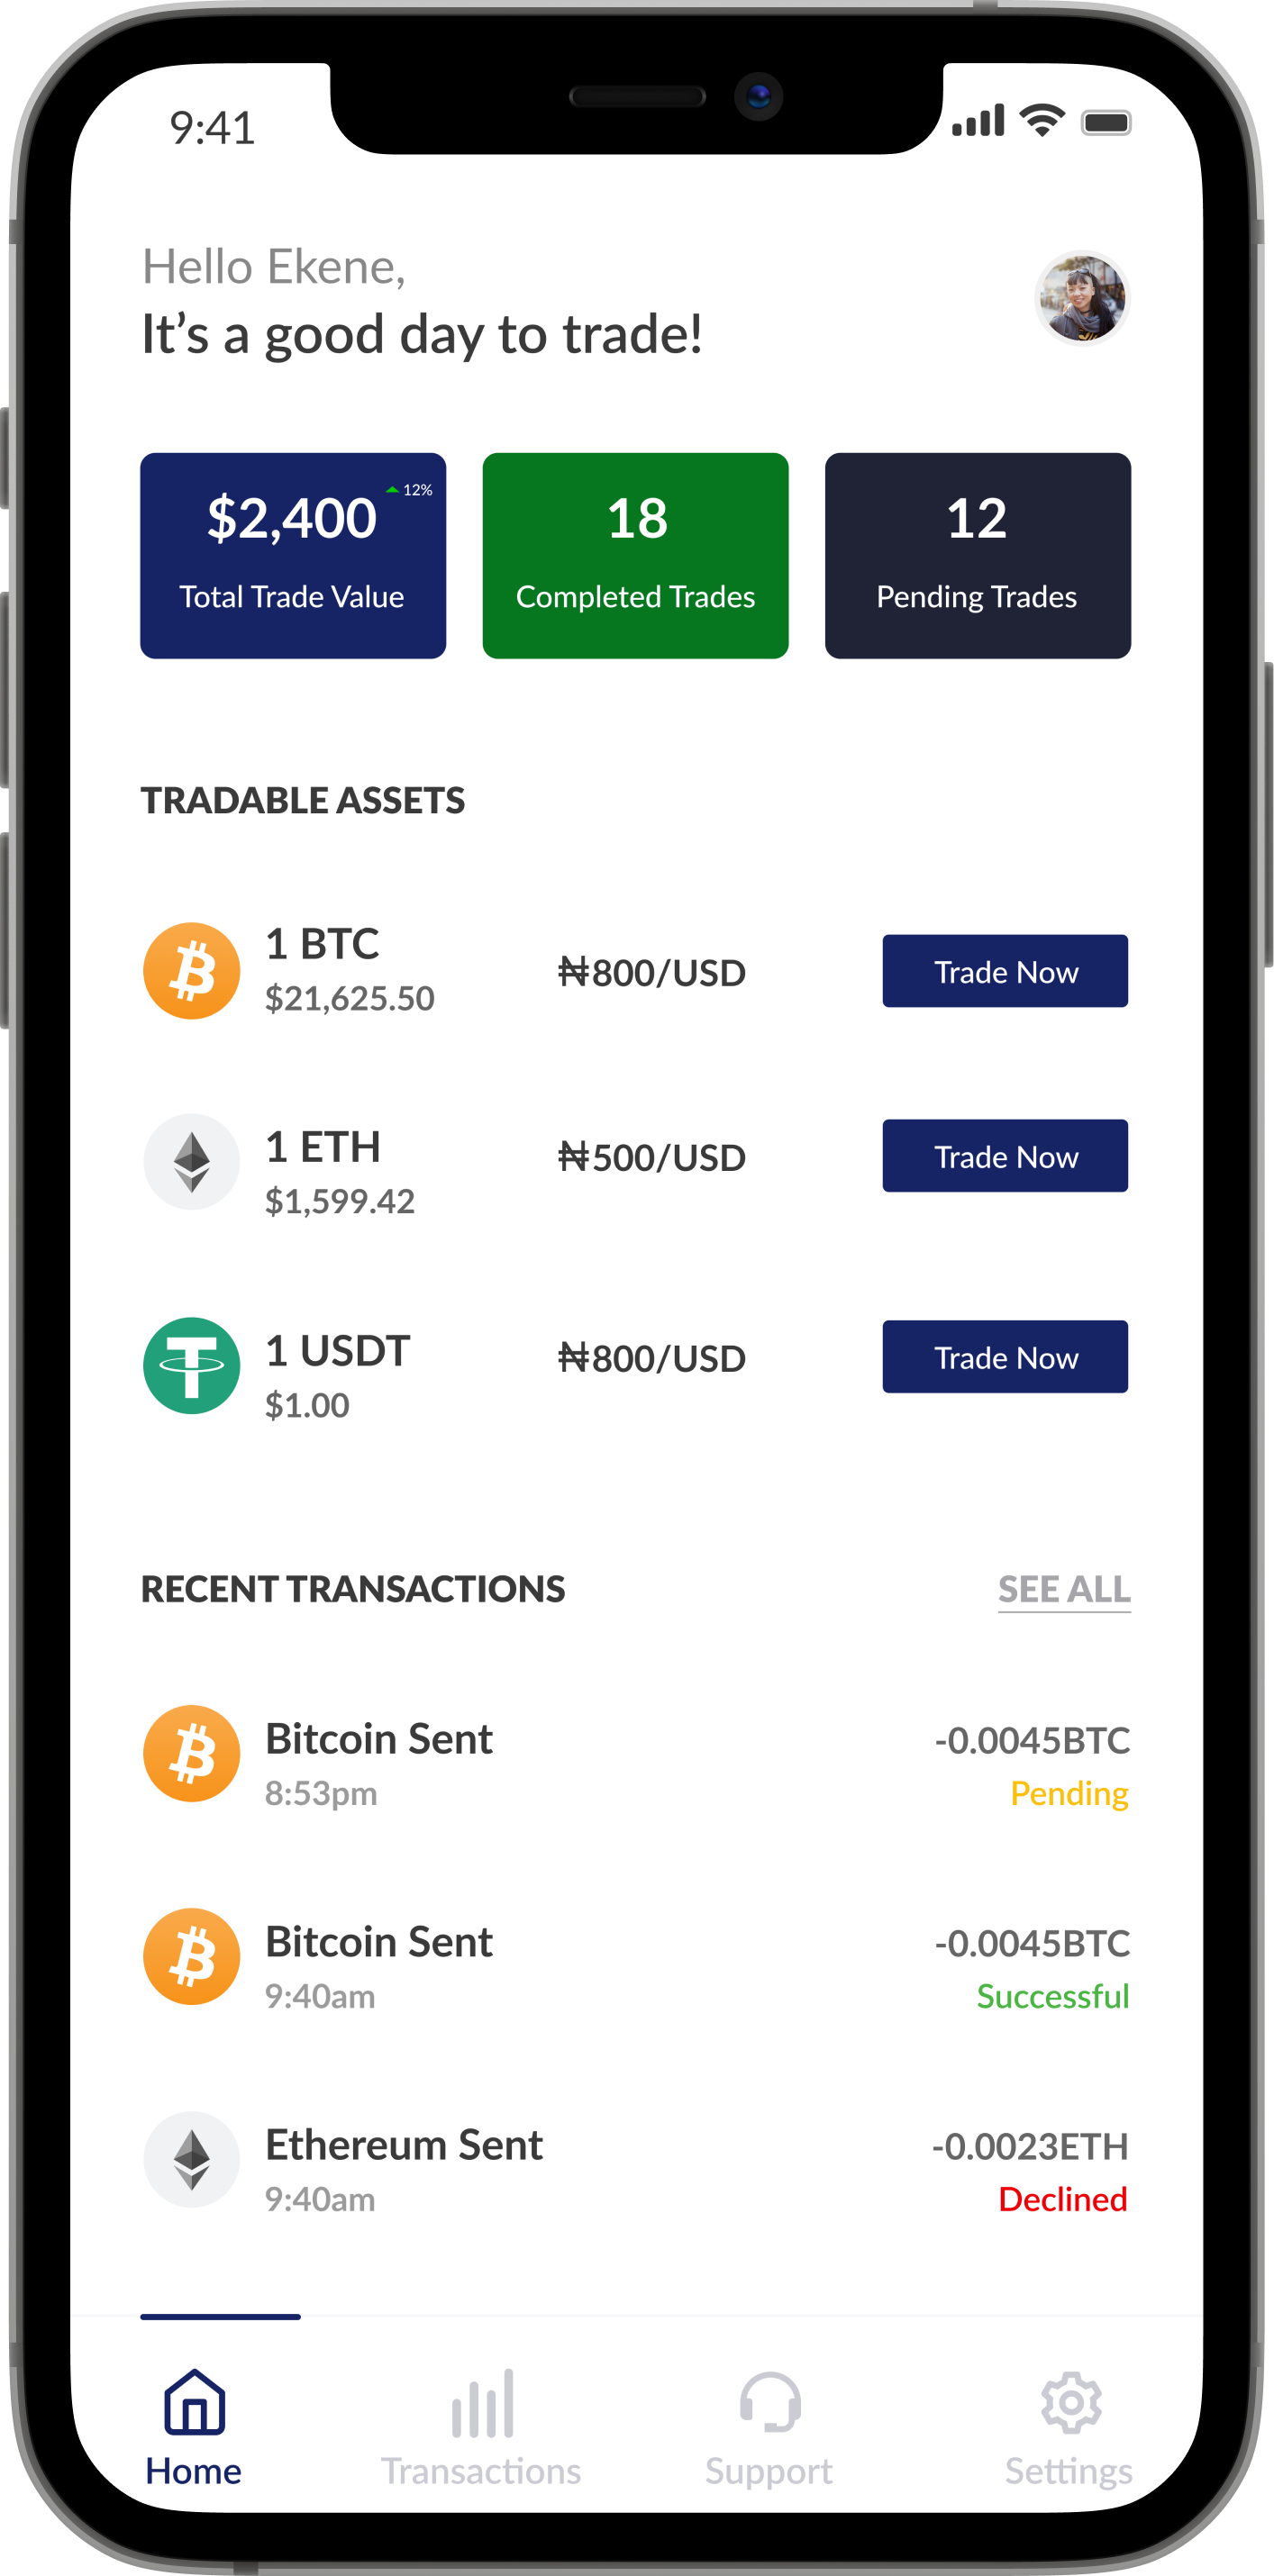 9:41
Hello Ekene,
It’s a good day to trade!
$2,400
12%
Total Trade Value
18
Completed Trades
12
Pending Trades
TRADABLE ASSETS
1 BTC
$21,625.50
₦800/USD
Trade Now
1 ETH
$1,599.42
₦500/USD
Trade Now
1 USDT
$1.00
₦800/USD
Trade Now
RECENT TRANSACTIONS
SEE ALL
Bitcoin Sent
8:53pm
-0.0045BTC
Pending
Bitcoin Sent
9:40am
-0.0045BTC
Successful
Ethereum Sent
9:40am
-0.0023ETH
Declined
Home
Transactions
Support
Settings